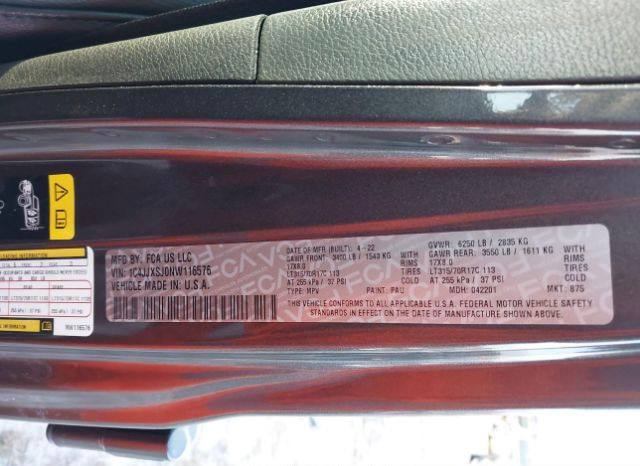 MFD BY: FCA US LLC
VIN: 1C4JJXSJ0NW116576
VEHICLE MADE IN: U.S.A.
DATE OF MFR (BUILT): 4-22
GAWR FRONT: 3400 LB / 1543 KG WITH
17X8.0 RIMS
LT315/70R17C 113 TIRES
AT 255 kPa / 37 PSI COLD
TYPE: MPV PAINT: PAU
GVWR: 6250 LB / 2835 KG
GAWR REAR: 3550 LB / 1611 KG WITH
17X8.0 RIMS
LT315/70R17C 113 TIRES
AT 255 kPa / 37 PSI COLD
MDH: 042201 MKT: 875
THIS VEHICLE CONFORMS TO ALL APPLICABLE U.S.A. FEDERAL MOTOR VEHICLE SAFETY
STANDARDS IN EFFECT ON THE DATE OF MANUFACTURE SHOWN ABOVE.
NW116576